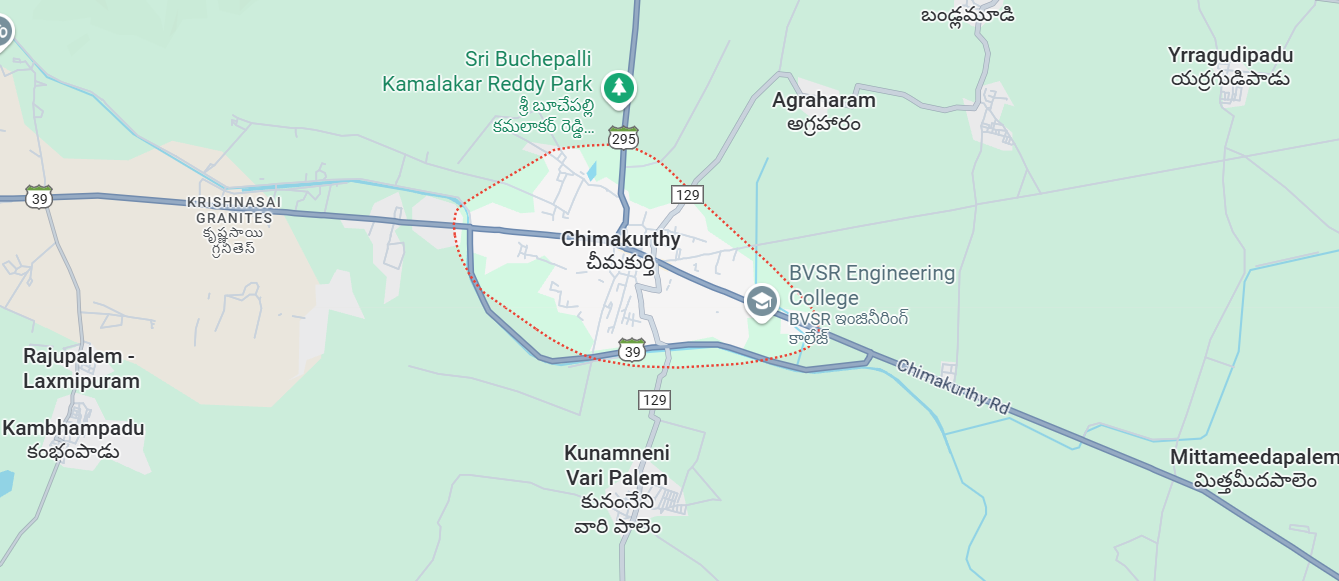 బండ్లమూడి
Sri Buchepalli
Kamalakar Reddy Park
శ్రీ బూచేపల్లి
కమలాకర్ రెడ్డి...
Yrragudipadu
యర్రగుడిపాడు
Agraharam
అగ్రహారం
295
129
39
KRISHNASAI
GRANITES
కృష్ణసాయి
గ్రనైతెస్
Chimakurthy
చీమకుర్తి
BVSR Engineering
College
BVSR ఇంజినీరింగ్
కాలేజ్
39
Rajupalem -
Laxmipuram
Chimakurthy Rd
129
Kambhampadu
కంభంపాడు
Kunamneni
Vari Palem
కునంనేని
వారి పాలెం
Mittameedapalem
మిత్తమీదపాలెం